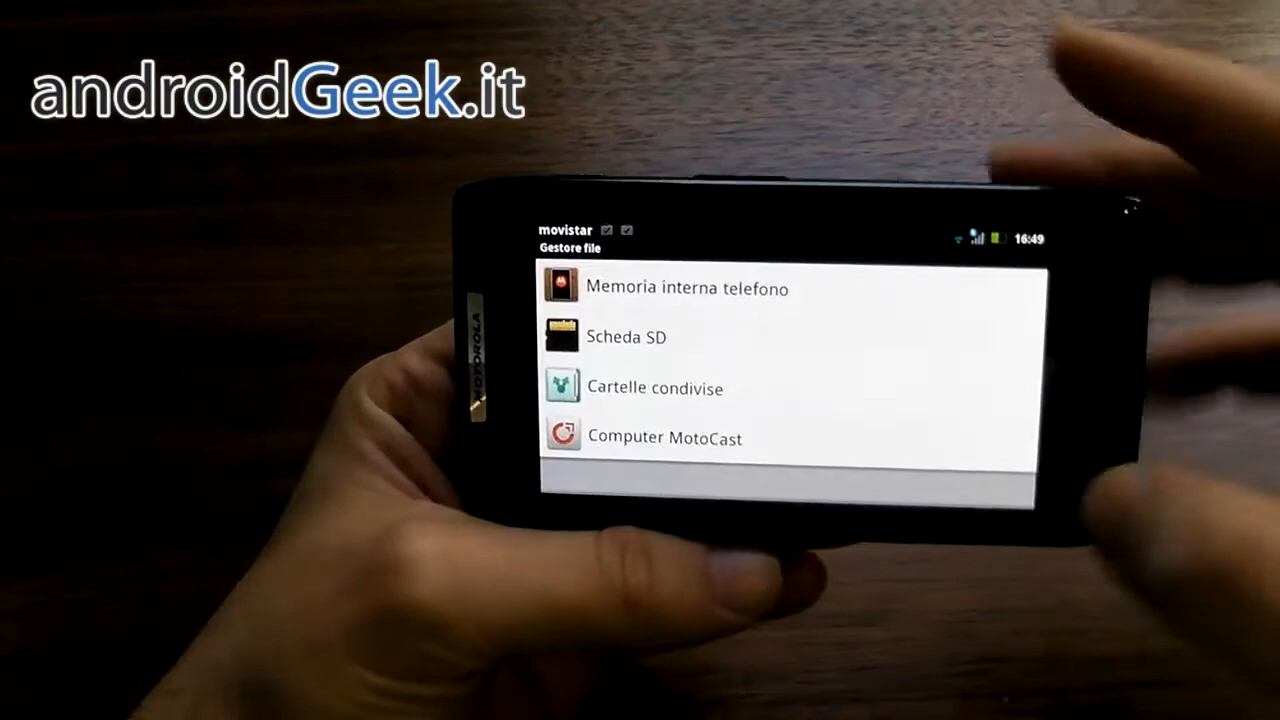 androidGeek.it
movistar
16:49
Gestore file
Memoria interna telefono
Scheda SD
Cartelle condivise
Computer MotoCast
MOTOROLA